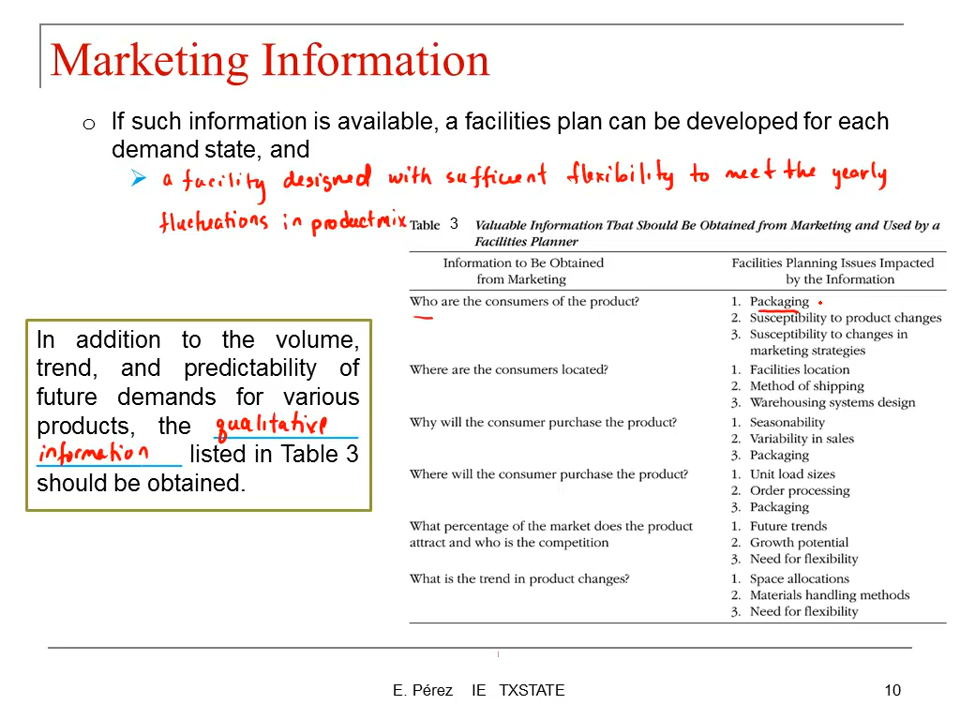 Marketing Information
o If such information is available, a facilities plan can be developed for each
demand state, and
➤ a facility designed with sufficient flexibility to meet the yearly
fluctuations in product mix
Table 3 Valuable Information That Should Be Obtained from Marketing and Used by a
Facilities Planner
Information to Be Obtained
from Marketing
Facilities Planning Issues Impacted
by the Information
Who are the consumers of the product?
1. Packaging
2. Susceptibility to product changes
3. Susceptibility to changes in
marketing strategies
Where are the consumers located?
1. Facilities location
2. Method of shipping
3. Warehousing systems design
Why will the consumer purchase the product?
1. Seasonability
2. Variability in sales
3. Packaging
Where will the consumer purchase the product?
1. Unit load sizes
2. Order processing
3. Packaging
What percentage of the market does the product
attract and who is the competition
1. Future trends
2. Growth potential
3. Need for flexibility
What is the trend in product changes?
1. Space allocations
2. Materials handling methods
3. Need for flexibility
In addition to the volume,
trend, and predictability of
future demands for various
products, the qualitative
information listed in Table 3
should be obtained.
E. Pérez IE TXSTATE
10